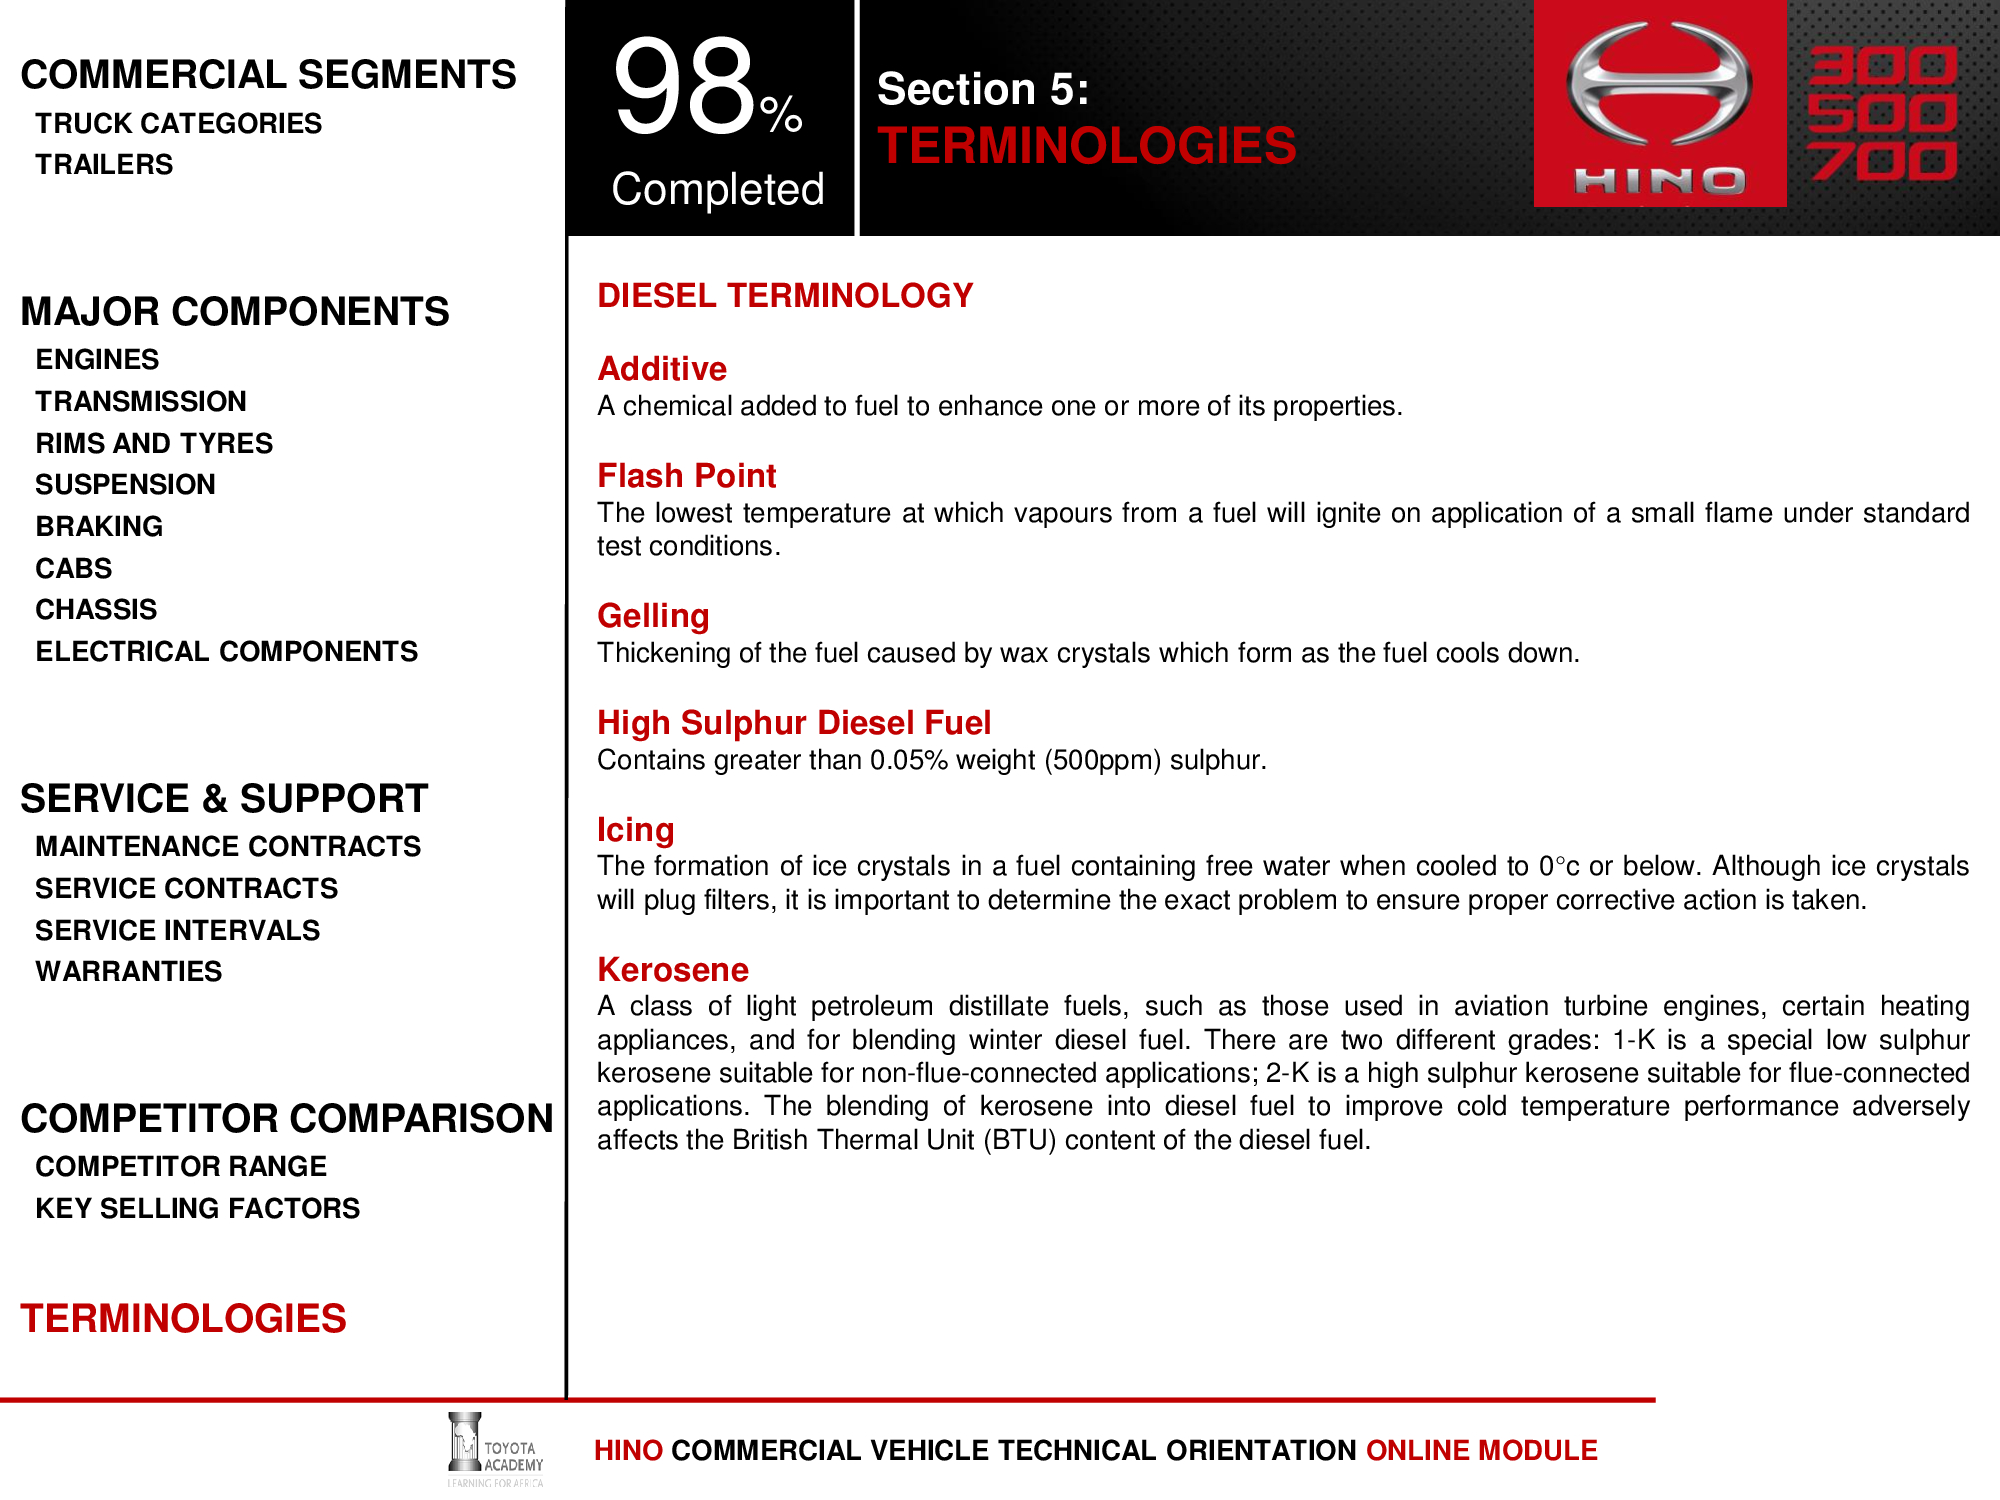 COMMERCIAL SEGMENTS
TRUCK CATEGORIES
TRAILERS
MAJOR COMPONENTS
ENGINES
TRANSMISSION
RIMS AND TYRES
SUSPENSION
BRAKING
CABS
CHASSIS
ELECTRICAL COMPONENTS
SERVICE & SUPPORT
MAINTENANCE CONTRACTS
SERVICE CONTRACTS
SERVICE INTERVALS
WARRANTIES
COMPETITOR COMPARISON
COMPETITOR RANGE
KEY SELLING FACTORS
TERMINOLOGIES
98%
Completed
Section 5:
TERMINOLOGIES
HINO
300
500
700
DIESEL TERMINOLOGY
Additive
A chemical added to fuel to enhance one or more of its properties.
Flash Point
The lowest temperature at which vapours from a fuel will ignite on application of a small flame under standard
test conditions.
Gelling
Thickening of the fuel caused by wax crystals which form as the fuel cools down.
High Sulphur Diesel Fuel
Contains greater than 0.05% weight (500ppm) sulphur.
Icing
The formation of ice crystals in a fuel containing free water when cooled to 0°c or below. Although ice crystals
will plug filters, it is important to determine the exact problem to ensure proper corrective action is taken.
Kerosene
A class of light petroleum distillate fuels, such as those used in aviation turbine engines, certain heating
appliances, and for blending winter diesel fuel. There are two different grades: 1-K is a special low sulphur
kerosene suitable for non-flue-connected applications; 2-K is a high sulphur kerosene suitable for flue-connected
applications. The blending of kerosene into diesel fuel to improve cold temperature performance adversely
affects the British Thermal Unit (BTU) content of the diesel fuel.
TOYOTA
ACADEMY
LEARNING FOR AFRICA
HINO COMMERCIAL VEHICLE TECHNICAL ORIENTATION ONLINE MODULE